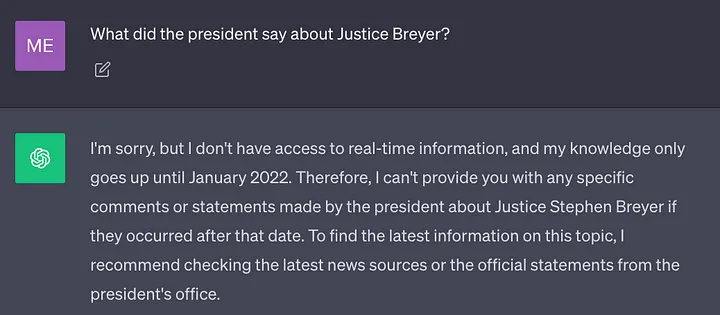 ME
What did the president say about Justice Breyer?
I'm sorry, but I don't have access to real-time information, and my knowledge only
goes up until January 2022. Therefore, I can't provide you with any specific
comments or statements made by the president about Justice Stephen Breyer if
they occurred after that date. To find the latest information on this topic, I
recommend checking the latest news sources or the official statements from the
president's office.